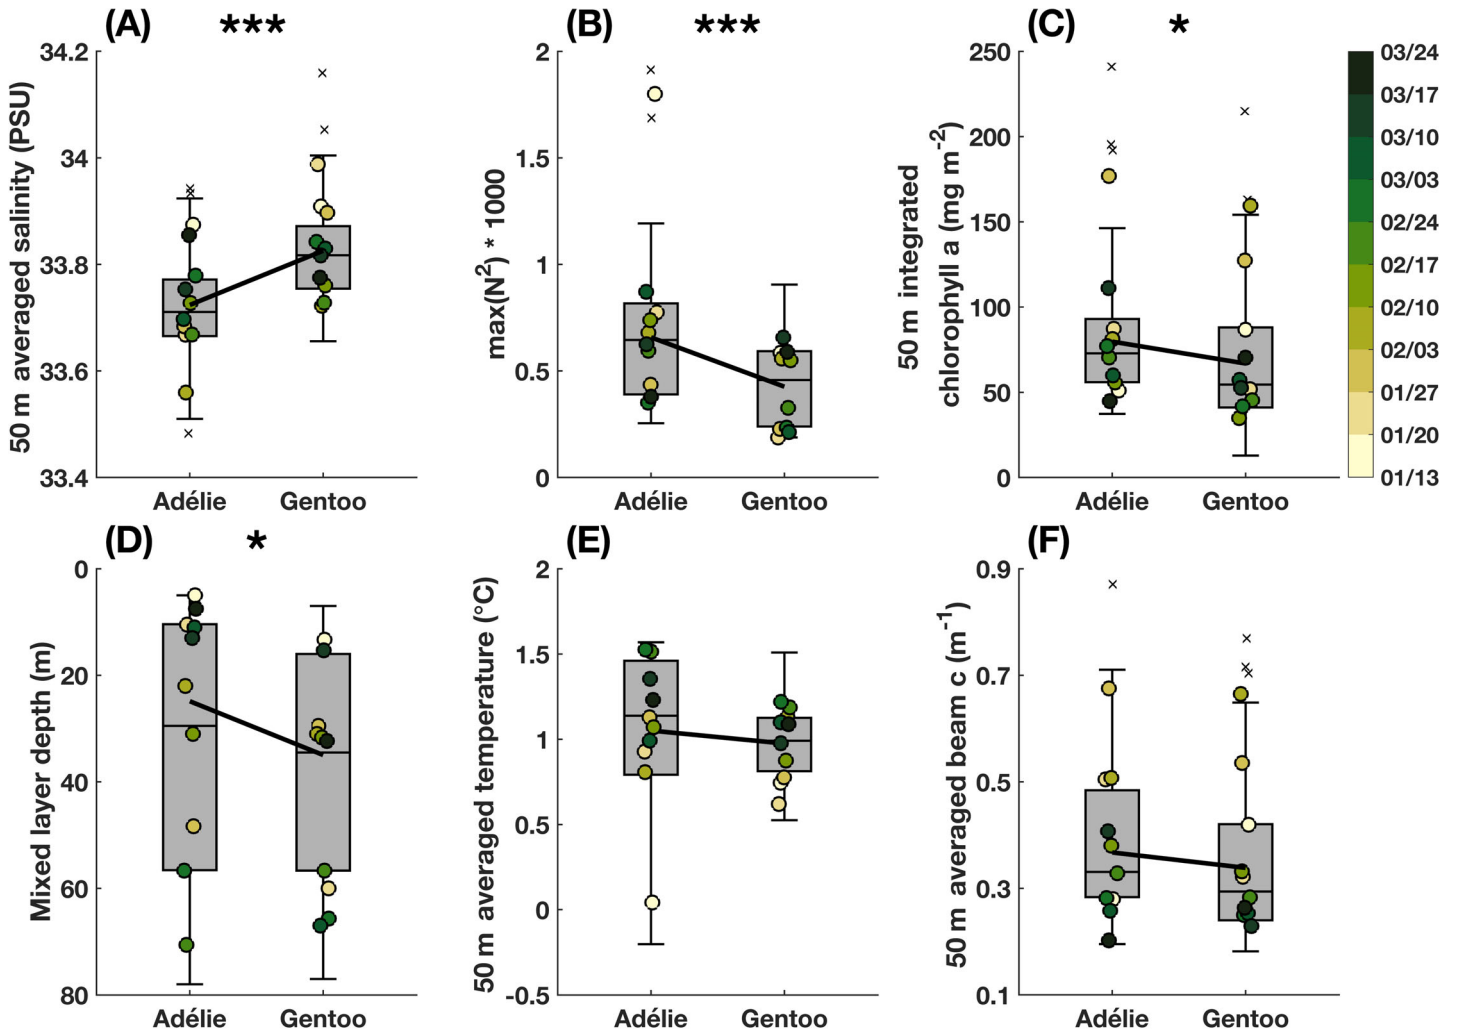 (A) ***
50 m averaged salinity (PSU)
34.2
34
33.8
33.6
33.4
Adélie Gentoo
(B) ***
max(N²) * 1000
2
1.5
1
0.5
0
Adélie Gentoo
(C) *
50 m integrated
chlorophyll a (mg m⁻²)
250
200
150
100
50
0
Adélie Gentoo
03/24
03/17
03/10
03/03
02/24
02/17
02/10
02/03
01/27
01/20
01/13
(D) *
Mixed layer depth (m)
0
20
40
60
80
Adélie Gentoo
(E)
50 m averaged temperature (°C)
2
1.5
1
0.5
0
-0.5
Adélie Gentoo
(F)
50 m averaged beam c (m⁻¹)
0.9
0.7
0.5
0.3
0.1
Adélie Gentoo